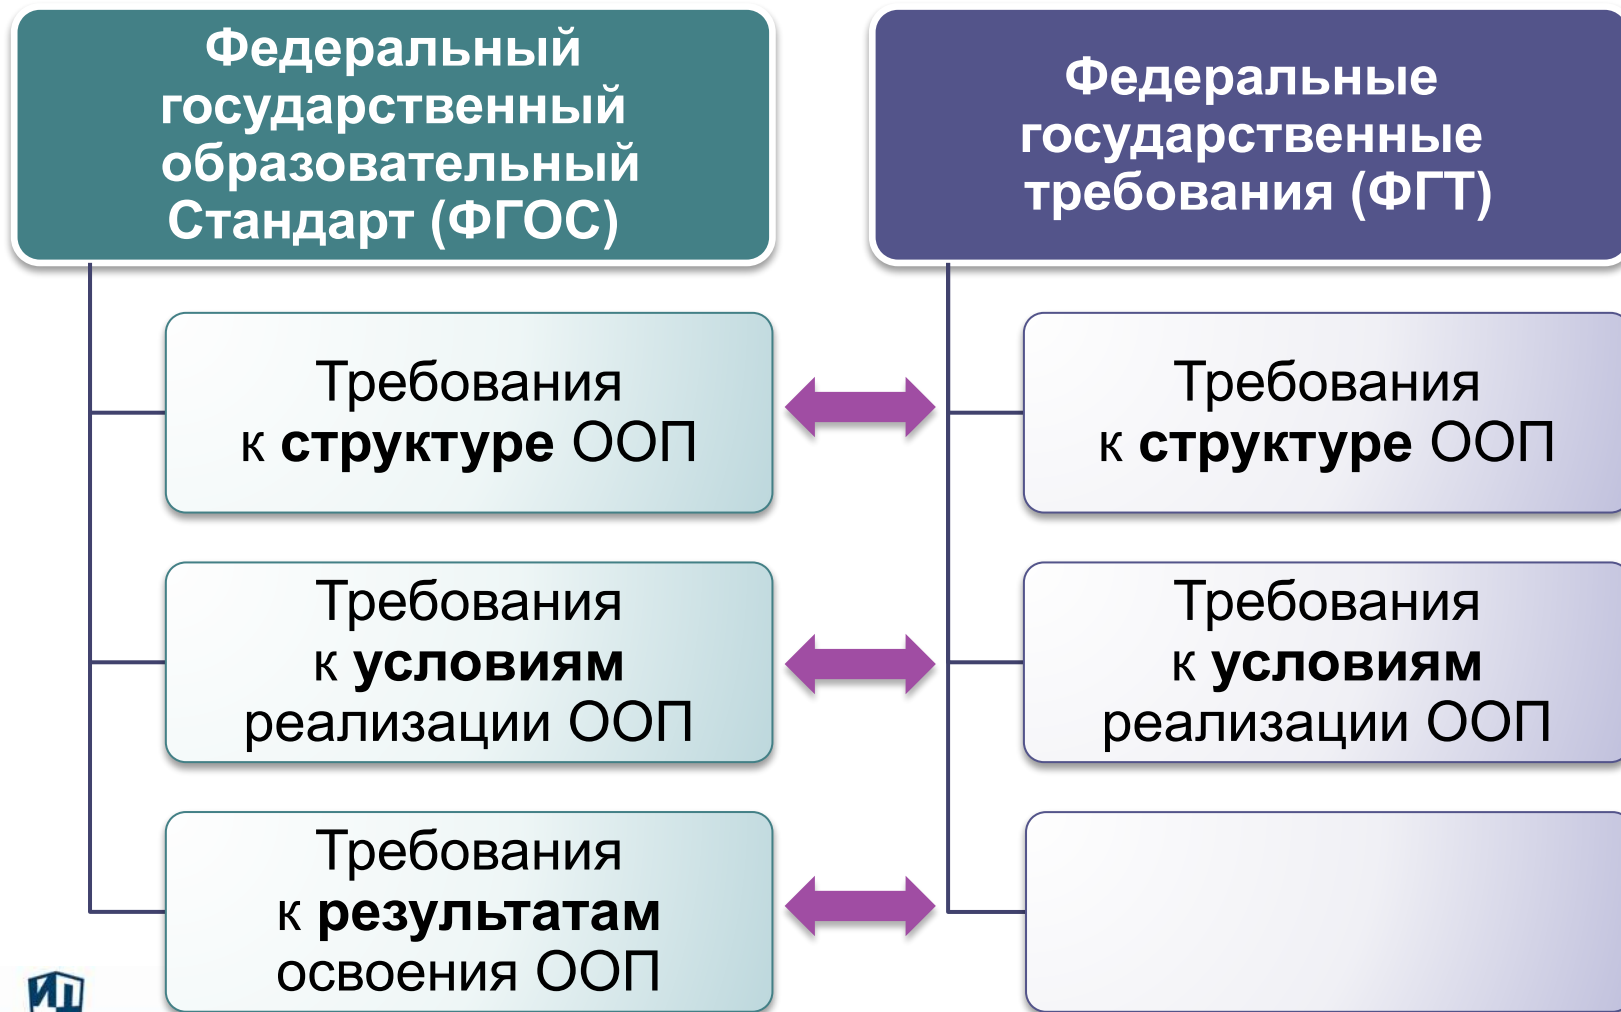 Федеральный
государственный
образовательный
Стандарт (ФГОС)
Требования
к структуре ООП
Требования
к условиям
реализации ООП
Требования
к результатам
освоения ООП
Федеральные
государственные
требования (ФГТ)
Требования
к структуре ООП
Требования
к условиям
реализации ООП